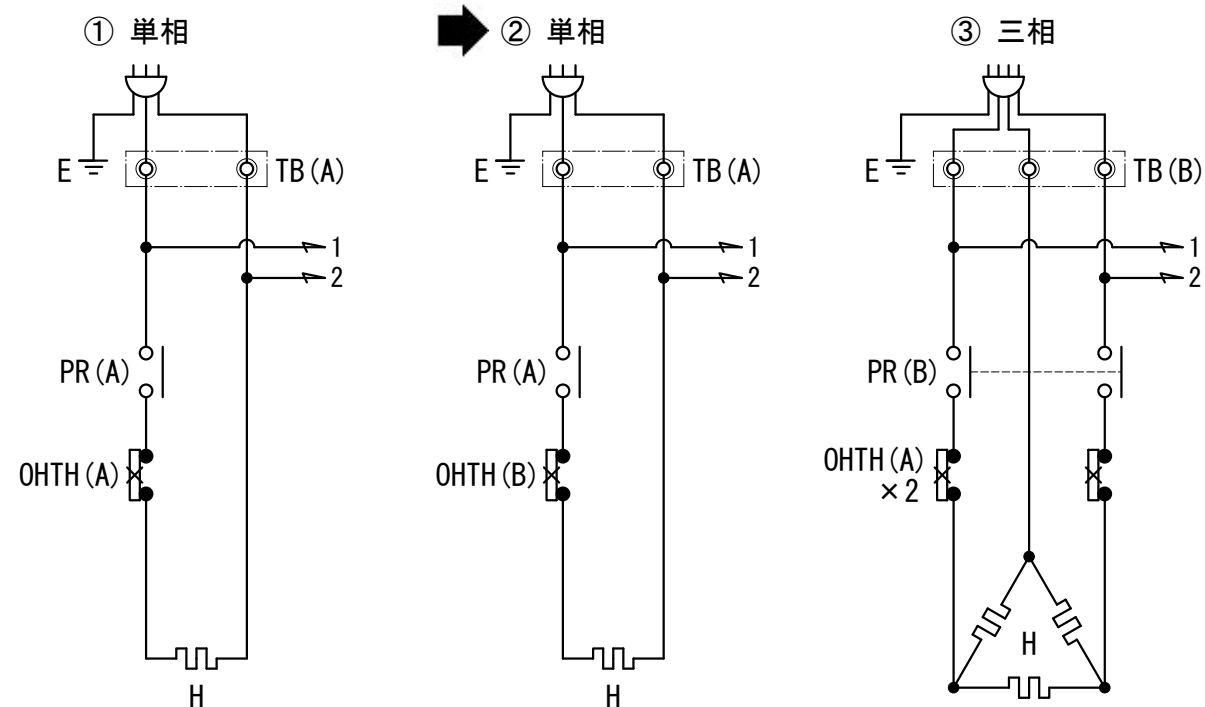 ① 単相
E
TB(A)
1
2
PR(A)
OHTH(A)
H
② 単相
E
TB(A)
1
2
PR(A)
OHTH(B)
H
③ 三相
E
TB(B)
1
2
PR(B)
OHTH(A)
×2
H